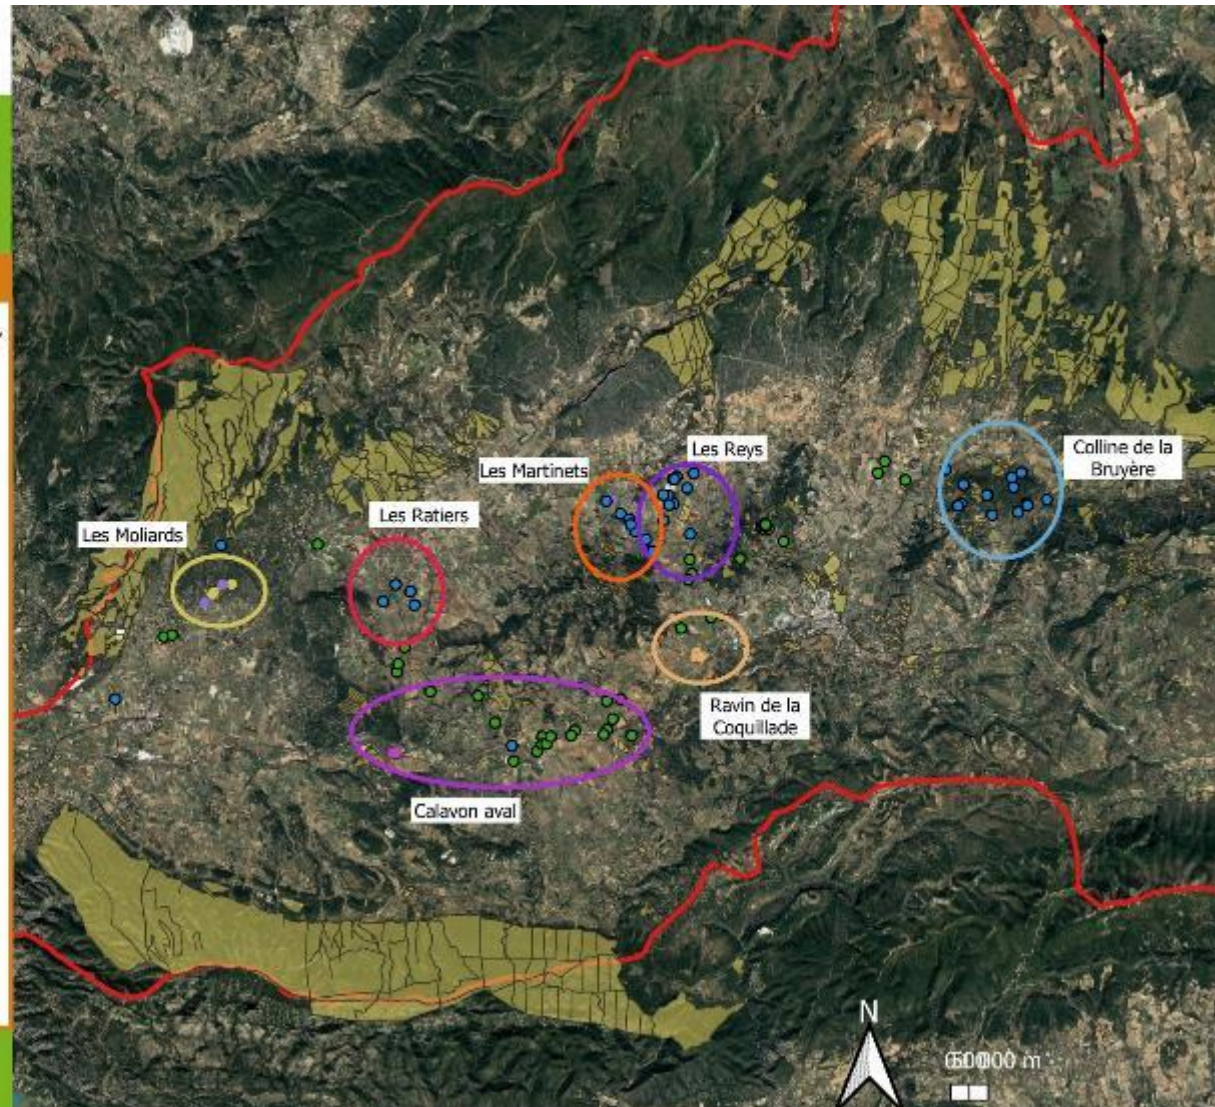 Les Reys
Les Martinets
Colline de la
Bruyère
Les Ratiers
Les Moliards
Ravin de la
Coquillade
Calavon aval
N